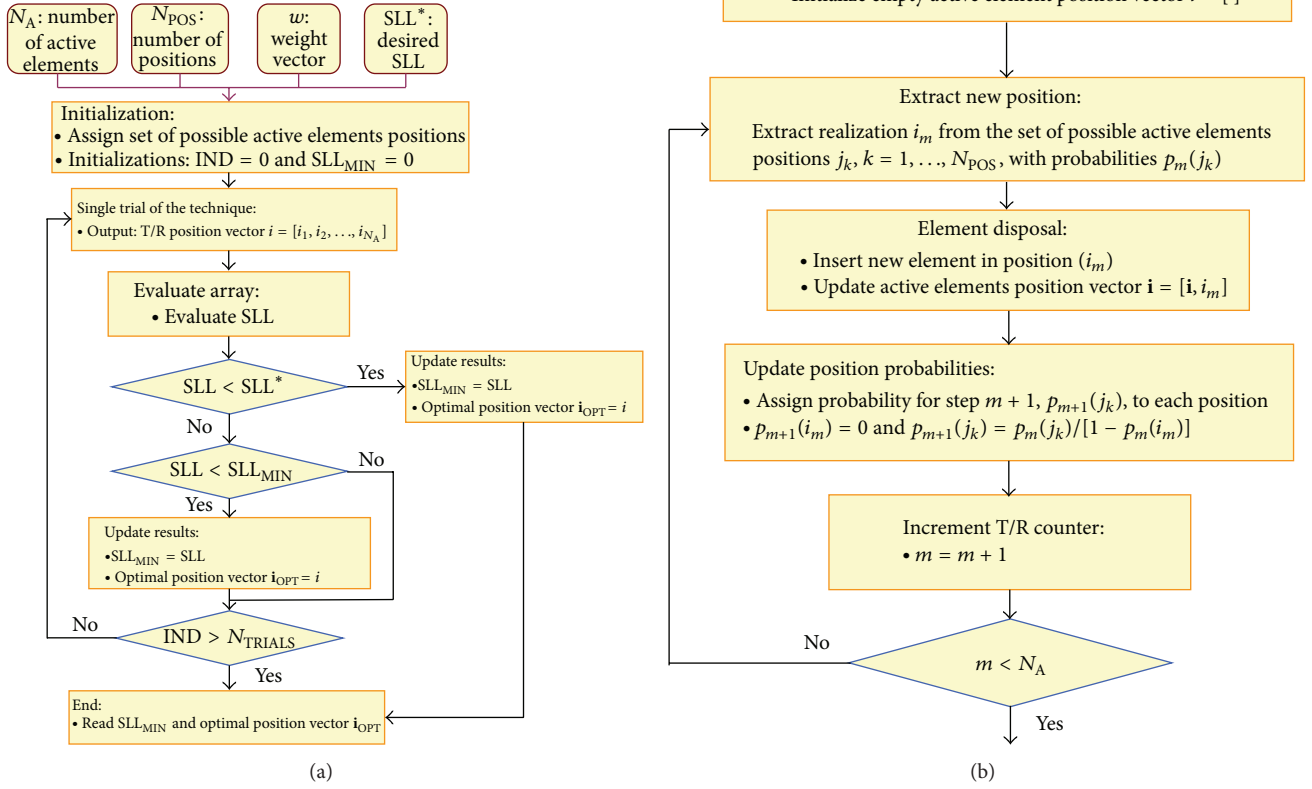 N_A: number
of active
elements
N_POS:
number of
positions
w:
weight
vector
SLL*:
desired
SLL
Initialization:
• Assign set of possible active elements positions
• Initializations: IND = 0 and SLL_MIN = 0
Single trial of the technique:
• Output: T/R position vector i = [i_1, i_2, …, i_{N_A}]
Evaluate array:
• Evaluate SLL
SLL < SLL*
Yes
No
Update results:
•SLL_MIN = SLL
• Optimal position vector i_OPT = i
SLL < SLL_MIN
No
Yes
Update results:
•SLL_MIN = SLL
• Optimal position vector i_OPT = i
IND > N_TRIALS
No
Yes
End:
• Read SLL_MIN and optimal position vector i_OPT
(a)
Extract new position:
Extract realization i_m from the set of possible active elements
positions j_k, k = 1, …, N_POS, with probabilities p_m(j_k)
Element disposal:
• Insert new element in position (i_m)
• Update active elements position vector i = [i, i_m]
Update position probabilities:
• Assign probability for step m + 1, p_{m+1}(j_k), to each position
• p_{m+1}(i_m) = 0 and p_{m+1}(j_k) = p_m(j_k)/[1 − p_m(i_m)]
Increment T/R counter:
• m = m + 1
m < N_A
No
Yes
(b)